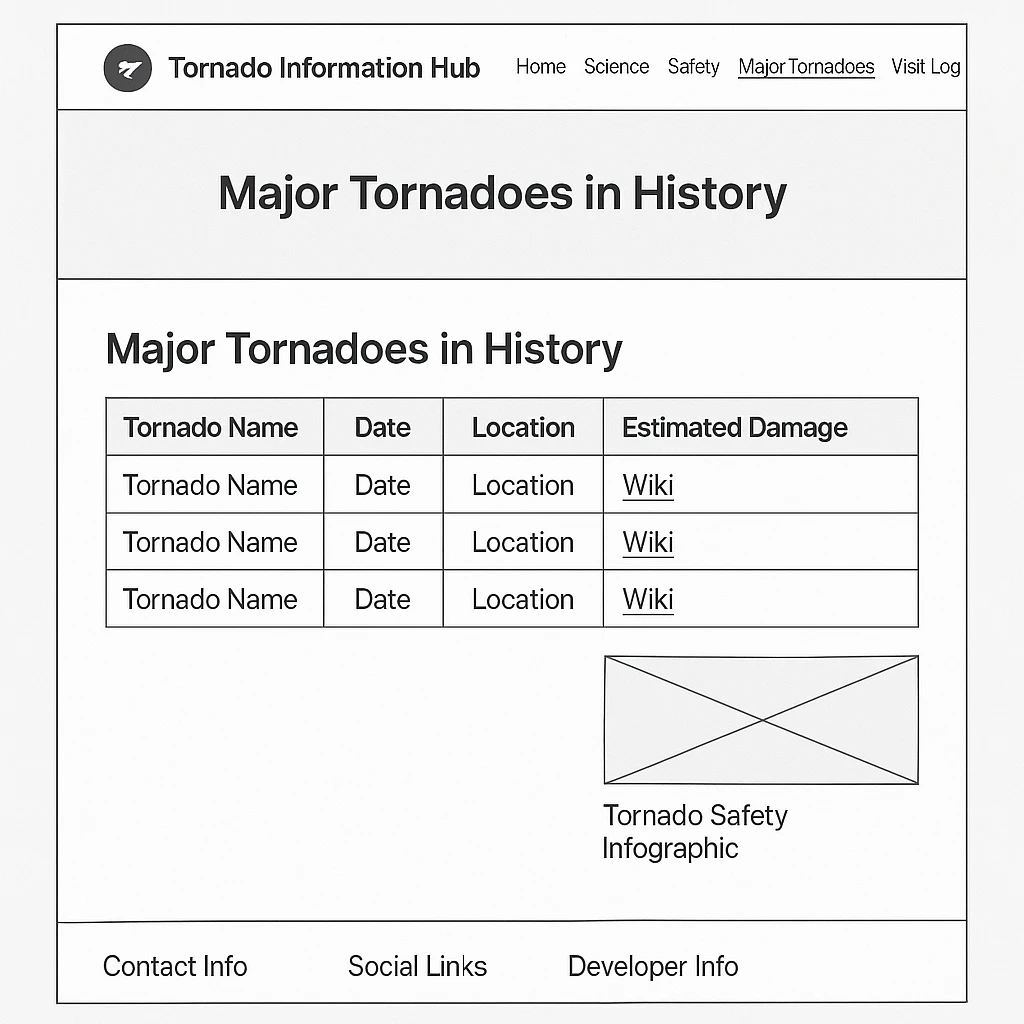 Tornado Information Hub Home Science Safety Major Tornadoes Visit Log
Major Tornadoes in History
Major Tornadoes in History
Tornado Name Date Location Estimated Damage
Tornado Name Date Location Wiki
Tornado Name Date Location Wiki
Tornado Name Date Location Wiki
Tornado Safety
Infographic
Contact Info Social Links Developer Info